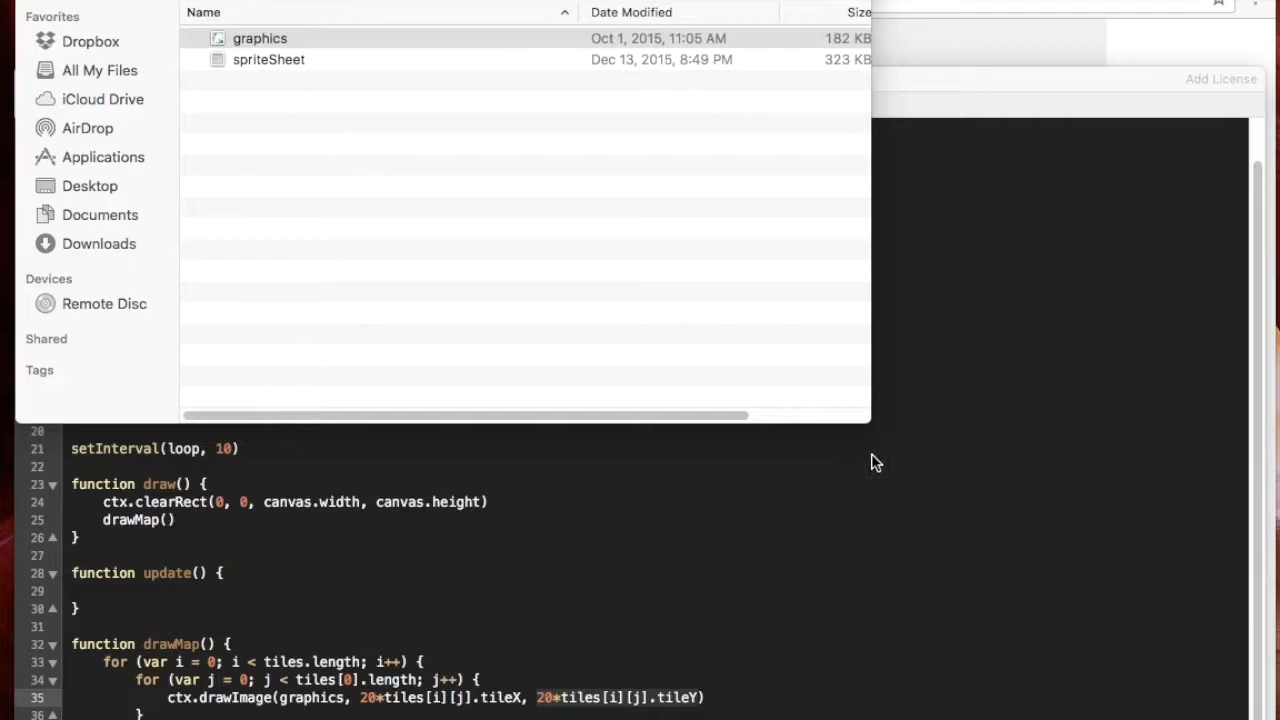 Favorites
Name Date Modified Size
graphics Oct 1, 2015, 11:05 AM 182 KB
spriteSheet Dec 13, 2015, 8:49 PM 323 KB
Dropbox
All My Files
iCloud Drive
AirDrop
Applications
Desktop
Documents
Downloads
Devices
Remote Disc
Shared
Tags
Add License
20
21 setInterval(loop, 10)
22
23 function draw() {
24 ctx.clearRect(0, 0, canvas.width, canvas.height)
25 drawMap()
26 }
27
28 function update() {
29
30 }
31
32 function drawMap() {
33 for (var i = 0; i < tiles.length; i++) {
34 for (var j = 0; j < tiles[0].length; j++) {
35 ctx.drawImage(graphics, 20*tiles[i][j].tileX, 20*tiles[i][j].tileY)
36 }